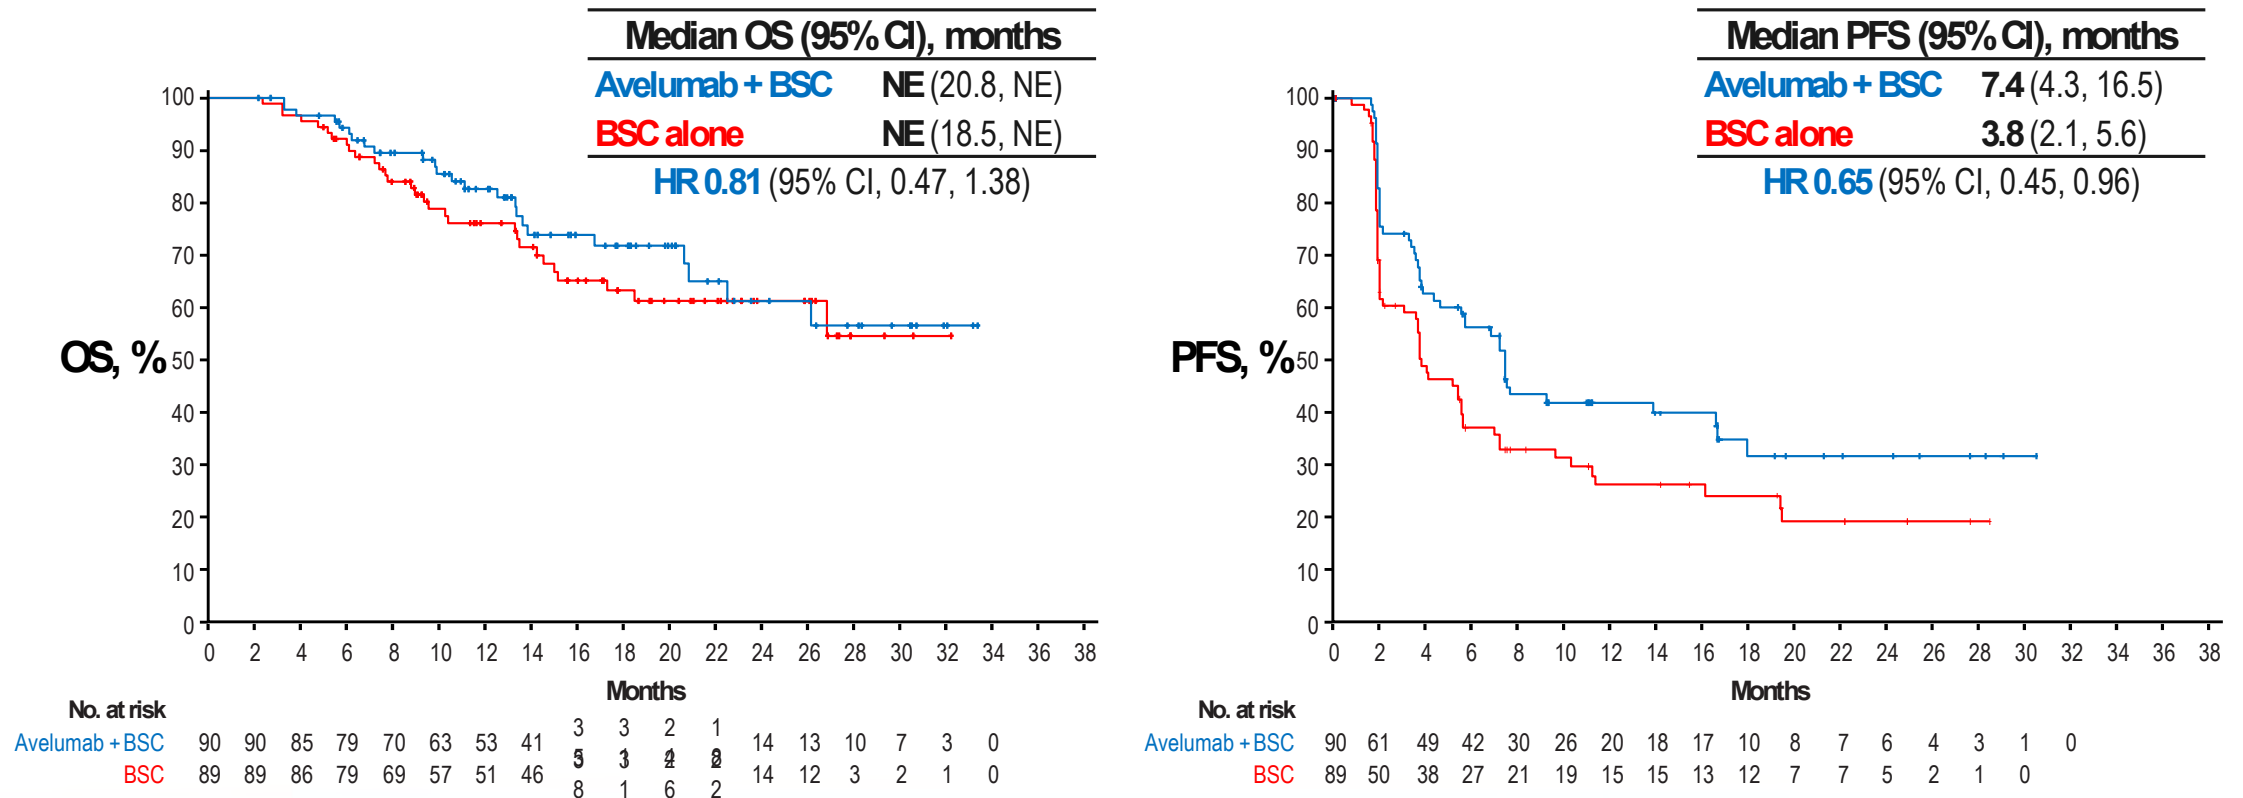 Median OS (95% CI), months
Avelumab + BSC NE (20.8, NE)
BSC alone NE (18.5, NE)
HR 0.81 (95% CI, 0.47, 1.38)
100
90
80
70
60
50
40
30
20
10
0
OS, %
0 2 4 6 8 10 12 14 16 18 20 22 24 26 28 30 32 34 36 38
Months
No. at risk
Avelumab + BSC 90 90 85 79 70 63 53 41 14 13 10 7 3 0
BSC 89 89 86 79 69 57 51 46 14 12 3 2 1 0
Median PFS (95% CI), months
Avelumab + BSC 7.4 (4.3, 16.5)
BSC alone 3.8 (2.1, 5.6)
HR 0.65 (95% CI, 0.45, 0.96)
100
90
80
70
60
50
40
30
20
10
0
PFS, %
0 2 4 6 8 10 12 14 16 18 20 22 24 26 28 30 32 34 36 38
Months
No. at risk
Avelumab + BSC 90 61 49 42 30 26 20 18 17 10 8 7 6 4 3 1 0
BSC 89 50 38 27 21 19 15 15 13 12 7 7 5 2 1 0